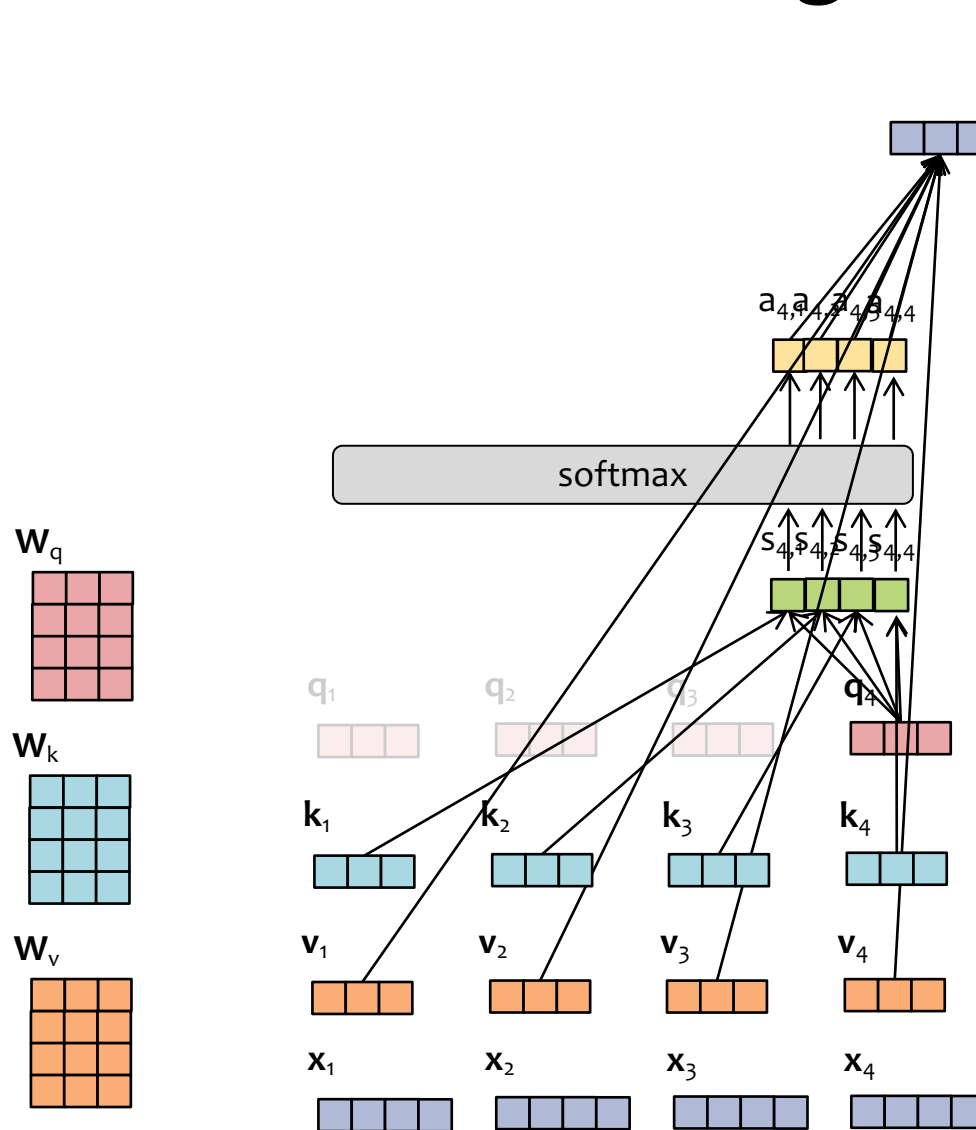 a4,1 a4,2 a4,3 a4,4
softmax
s4,1 s4,2 s4,3 s4,4
Wq
q1 q2 q3 q4
Wk
k1 k2 k3 k4
Wv
v1 v2 v3 v4
x1 x2 x3 x4